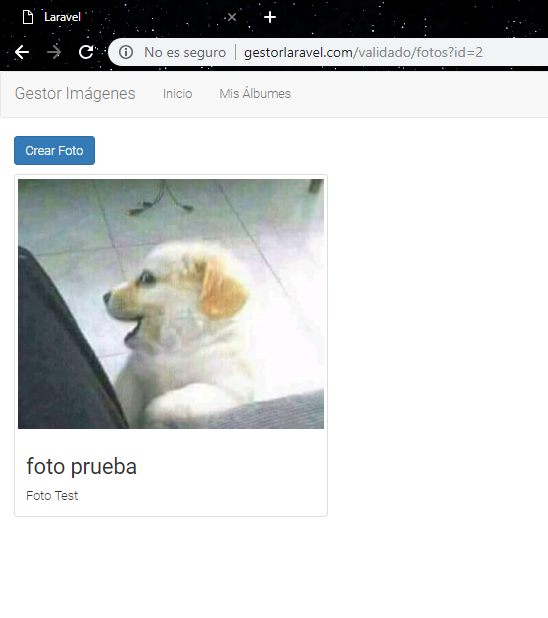 Laravel
No es seguro gestorlaravel.com/validado/fotos?id=2
Gestor Imágenes Inicio Mis Álbumes
Crear Foto
foto prueba
Foto Test